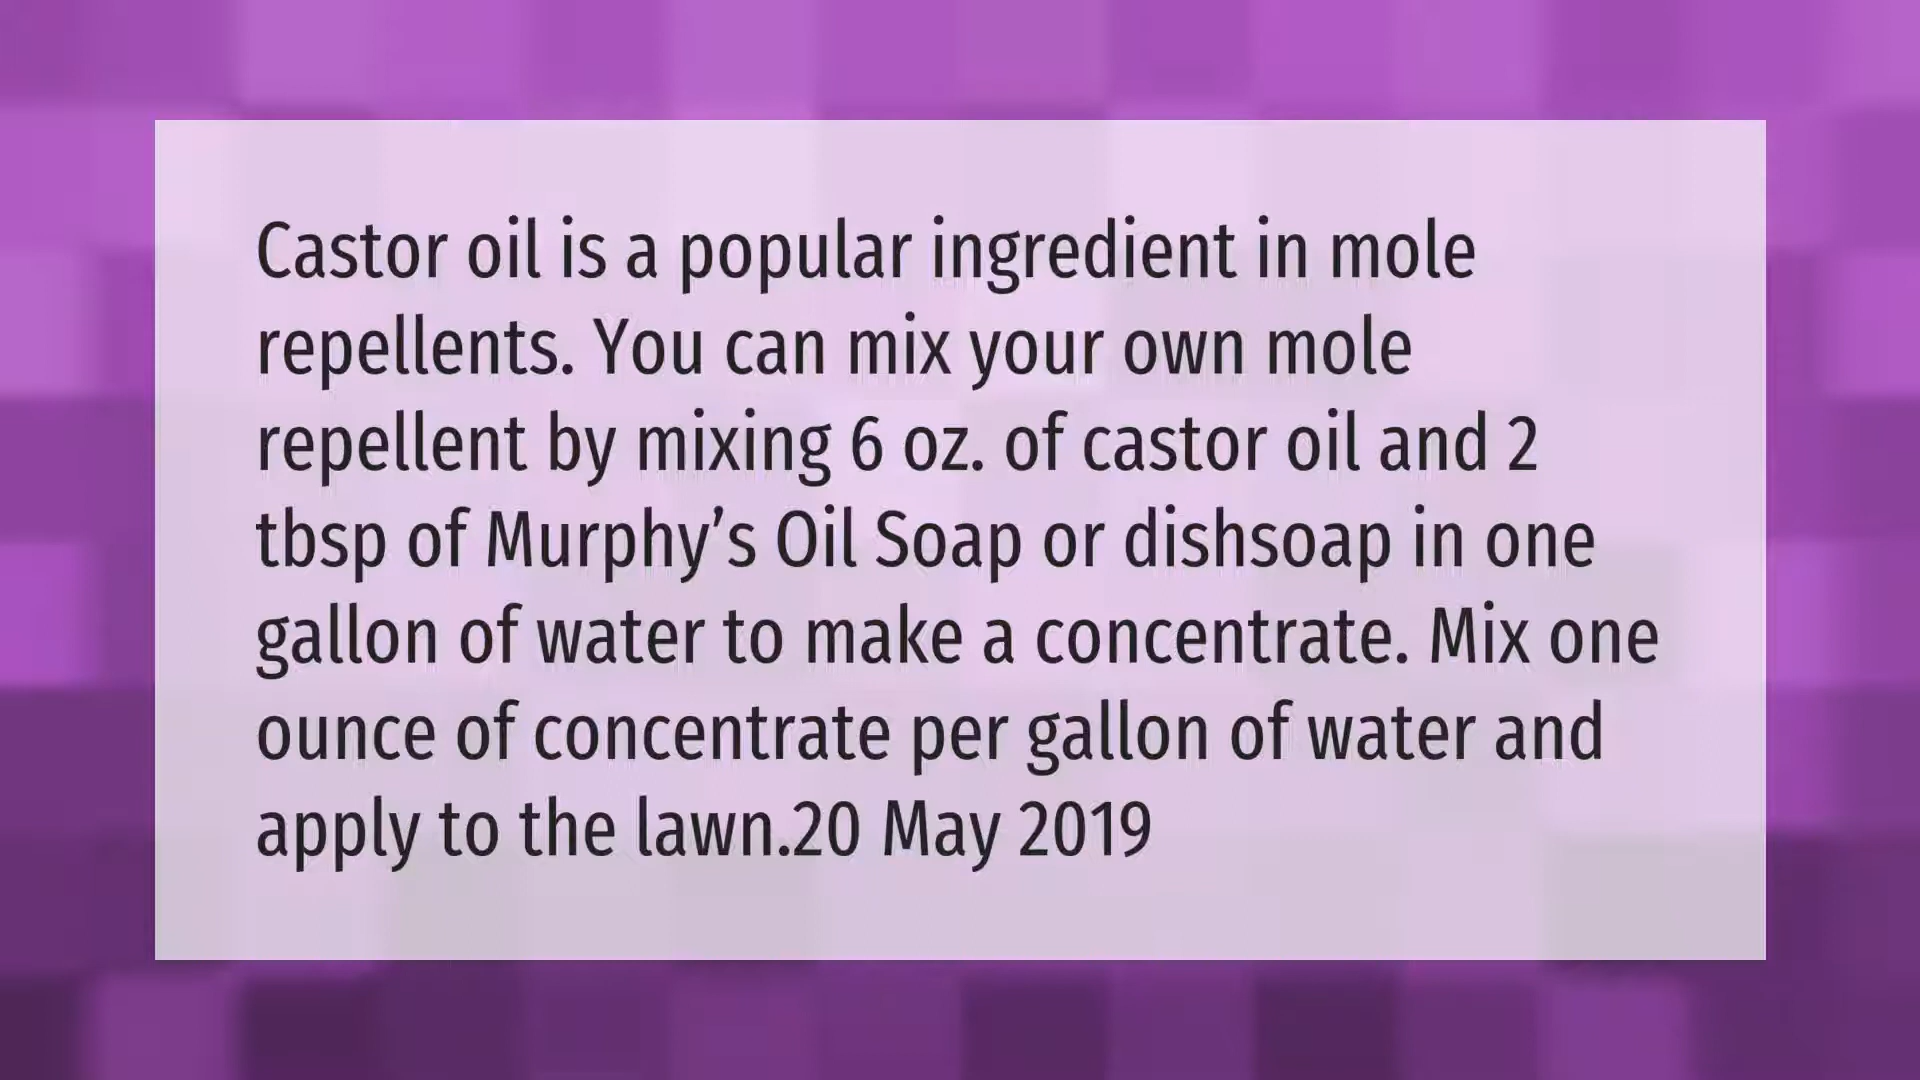 Castor oil is a popular ingredient in mole
repellents. You can mix your own mole
repellent by mixing 6 oz. of castor oil and 2
tbsp of Murphy’s Oil Soap or dishsoap in one
gallon of water to make a concentrate. Mix one
ounce of concentrate per gallon of water and
apply to the lawn.20 May 2019